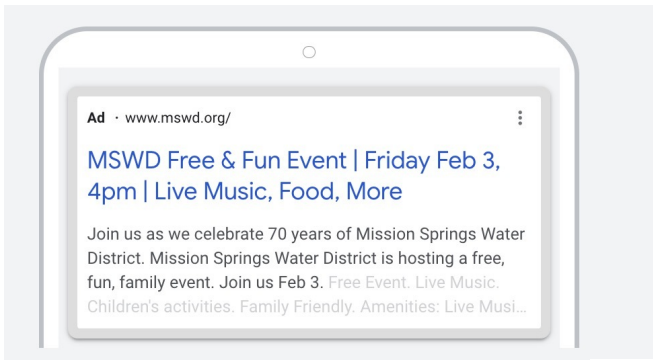 Ad · www.mswd.org/
MSWD Free & Fun Event | Friday Feb 3,
4pm | Live Music, Food, More
Join us as we celebrate 70 years of Mission Springs Water
District. Mission Springs Water District is hosting a free,
fun, family event. Join us Feb 3. Free Event. Live Music.
Children's activities. Family Friendly. Amenities: Live Musi...